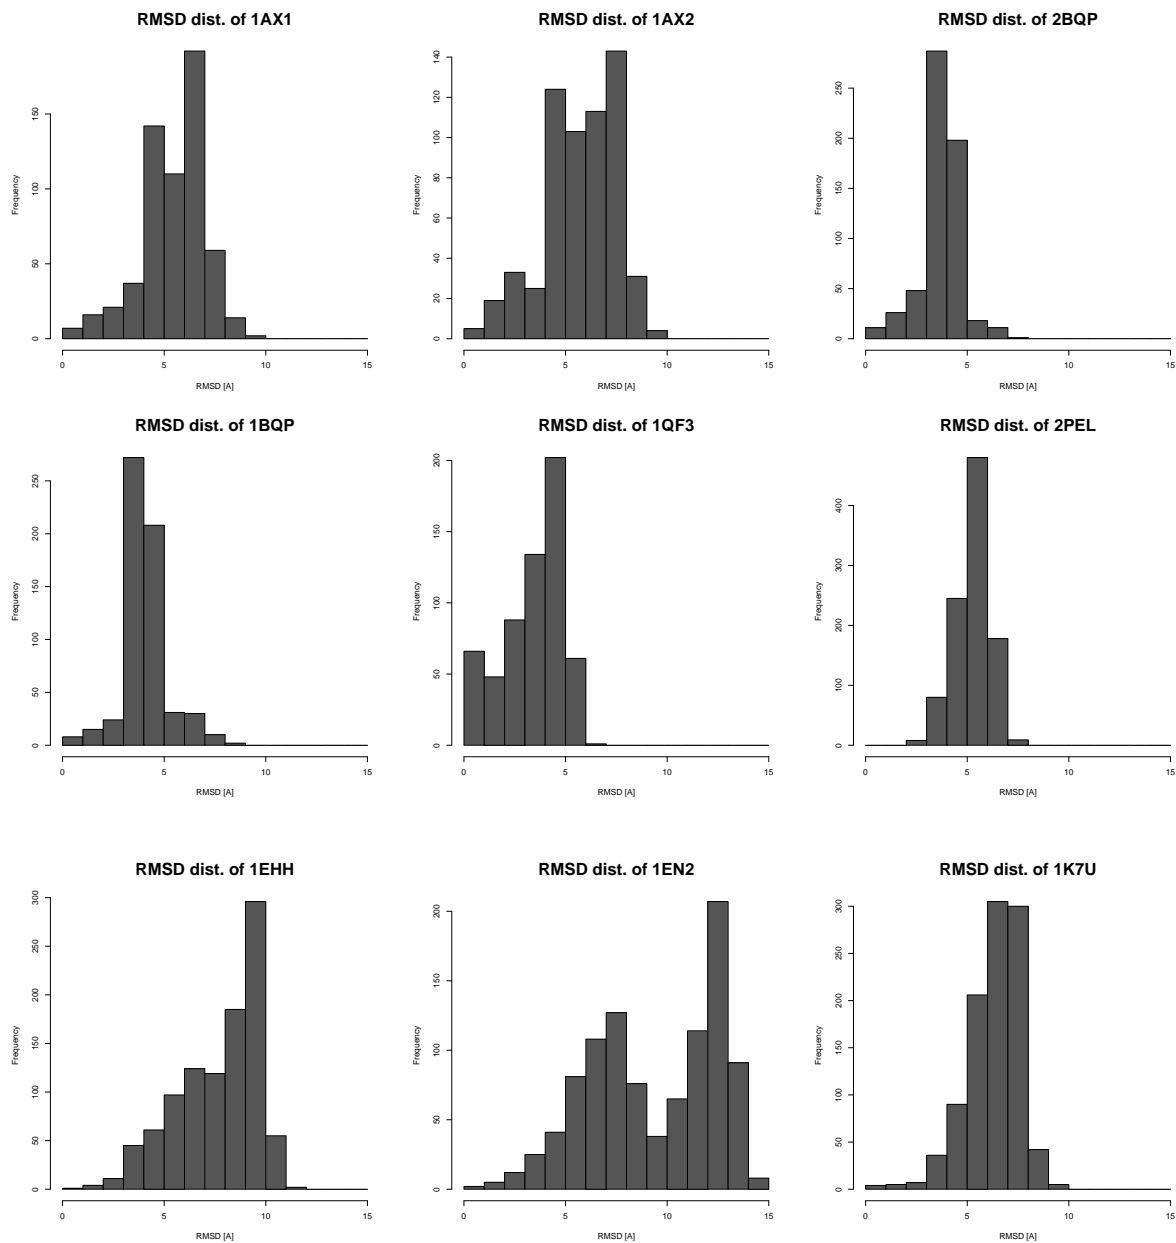 RMSD dist. of 1AX1
Frequency
0 50 100 150
0 5 10 15
RMSD [A]
RMSD dist. of 1AX2
Frequency
0 20 40 60 80 100 120 140
0 5 10 15
RMSD [A]
RMSD dist. of 2BQP
Frequency
0 50 100 150 200 250
0 5 10 15
RMSD [A]
RMSD dist. of 1BQP
Frequency
0 50 100 150 200 250
0 5 10 15
RMSD [A]
RMSD dist. of 1QF3
Frequency
0 50 100 150 200
0 5 10 15
RMSD [A]
RMSD dist. of 2PEL
Frequency
0 100 200 300 400
0 5 10 15
RMSD [A]
RMSD dist. of 1EHH
Frequency
0 50 100 150 200 250 300
0 5 10 15
RMSD [A]
RMSD dist. of 1EN2
Frequency
0 50 100 150 200
0 5 10 15
RMSD [A]
RMSD dist. of 1K7U
Frequency
0 50 100 150 200 250 300
0 5 10 15
RMSD [A]